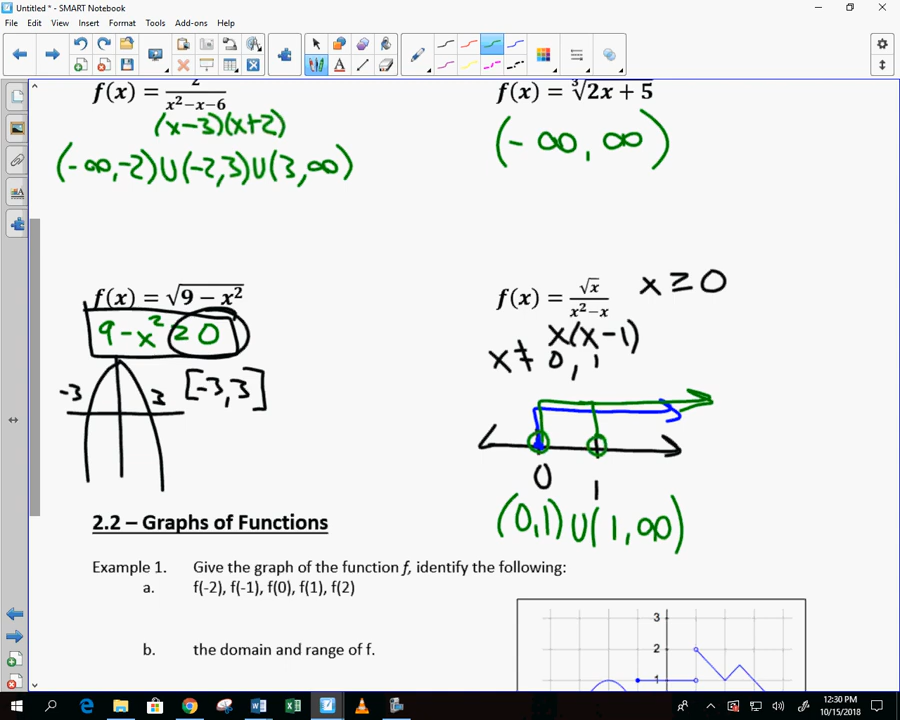 Untitled * - SMART Notebook
File Edit View Insert Format Tools Add-ons Help
f(x) = 2/(x²−x−6)
(x−3)(x+2)
(-∞,-2)∪(-2,3)∪(3,∞)
f(x) = ∛2x + 5
(-∞, ∞)
f(x) = √9 − x²
9−x² ≥ 0
-3 3 [-3,3]
f(x) = √x/(x²−x) x ≥ 0
x(x−1)
x ≠ 0, 1
0 1
(0,1)∪(1,∞)
2.2 – Graphs of Functions
Example 1. Give the graph of the function f, identify the following:
a. f(-2), f(-1), f(0), f(1), f(2)
b. the domain and range of f.
3
2
1
12:30 PM
10/15/2018